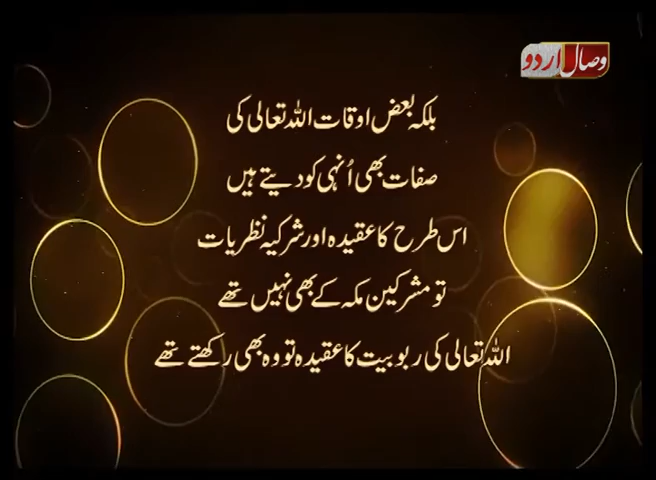 وصال اردو
بلکہ بعض اوقات اللہ تعالی کی
صفات بھی اُنہی کو دیتے ہیں
اس طرح کا عقیدہ اور شرکیہ نظریات
تو مشرکین مکہ کے بھی نہیں تھے
اللہ تعالی کی ربوبیت کا عقیدہ تو وہ بھی رکھتے تھے